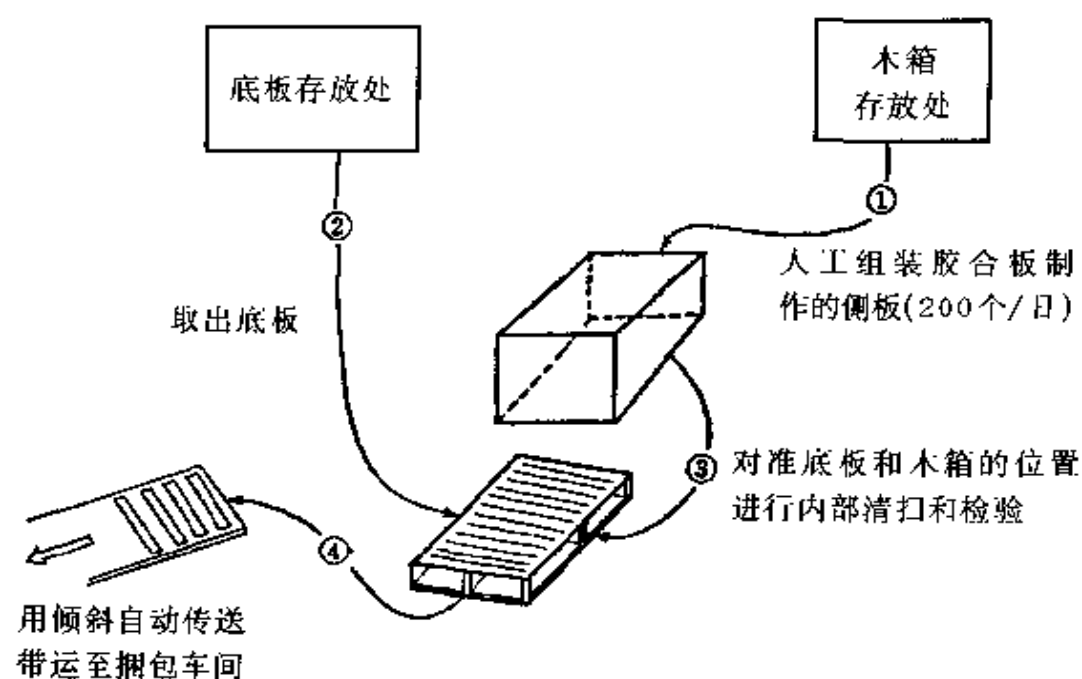 底板存放处
木箱
存放处
①
②
人工组装胶合板制
作的侧板(200个/日)
取出底板
③
对准底板和木箱的位置
进行内部清扫和检验
④
用倾斜自动传送
带运至捆包车间